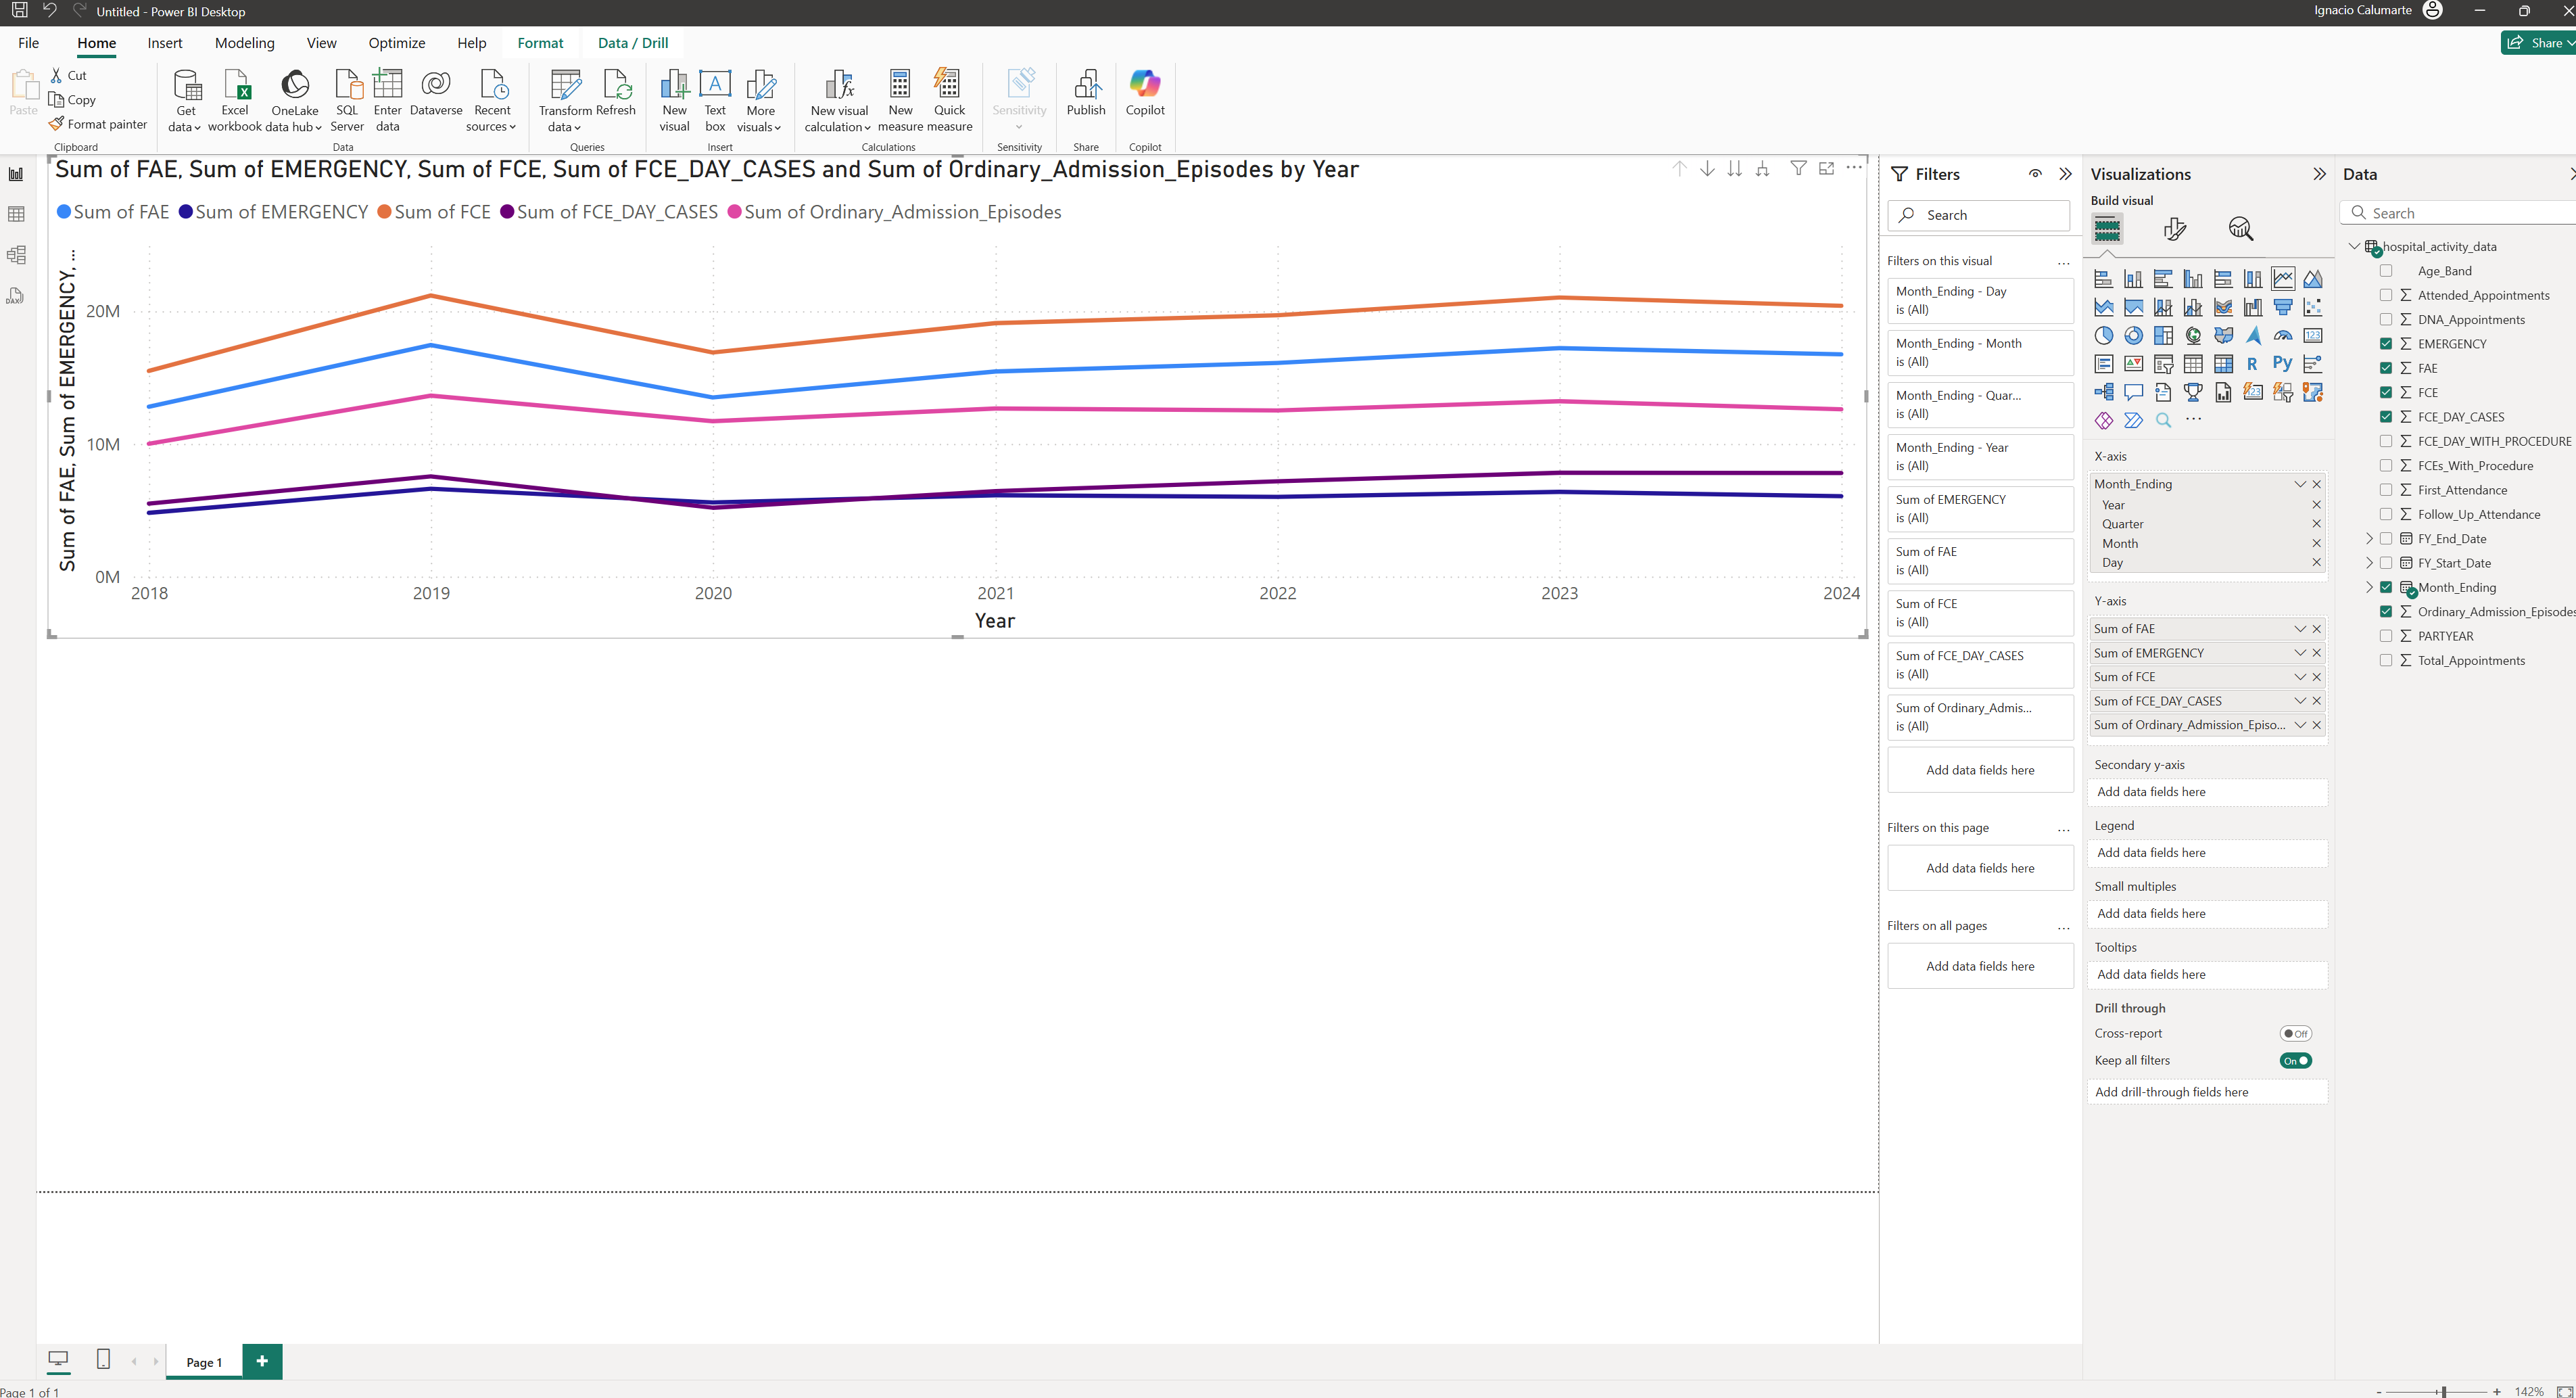 Untitled - Power BI Desktop
Ignacio Calumarte
File Home Insert Modeling View Optimize Help Format Data / Drill
Share
Paste
Cut
Copy
Format painter
Clipboard
Get data
Excel workbook
OneLake data hub
SQL Server
Enter data
Dataverse
Recent sources
Data
Transform data
Refresh
Queries
New visual
Text box
More visuals
Insert
New visual calculation
New measure
Quick measure
Calculations
Sensitivity
Sensitivity
Publish
Share
Copilot
Copilot
Sum of FAE, Sum of EMERGENCY, Sum of FCE, Sum of FCE_DAY_CASES and Sum of Ordinary_Admission_Episodes by Year
Sum of FAE Sum of EMERGENCY Sum of FCE Sum of FCE_DAY_CASES Sum of Ordinary_Admission_Episodes
Sum of FAE, Sum of EMERGENCY, ...
20M
10M
0M
2018 2019 2020 2021 2022 2023 2024
Year
Filters
Search
Filters on this visual
Month_Ending - Day
is (All)
Month_Ending - Month
is (All)
Month_Ending - Quar...
is (All)
Month_Ending - Year
is (All)
Sum of EMERGENCY
is (All)
Sum of FAE
is (All)
Sum of FCE
is (All)
Sum of FCE_DAY_CASES
is (All)
Sum of Ordinary_Admis...
is (All)
Add data fields here
Filters on this page
Add data fields here
Filters on all pages
Add data fields here
Visualizations
Build visual
123
R
Py
123
X-axis
Month_Ending
Year
Quarter
Month
Day
Y-axis
Sum of FAE
Sum of EMERGENCY
Sum of FCE
Sum of FCE_DAY_CASES
Sum of Ordinary_Admission_Episo...
Secondary y-axis
Add data fields here
Legend
Add data fields here
Small multiples
Add data fields here
Tooltips
Add data fields here
Drill through
Cross-report
Off
Keep all filters
On
Add drill-through fields here
Data
Search
hospital_activity_data
Age_Band
Attended_Appointments
DNA_Appointments
EMERGENCY
FAE
FCE
FCE_DAY_CASES
FCE_DAY_WITH_PROCEDURE
FCEs_With_Procedure
First_Attendance
Follow_Up_Attendance
FY_End_Date
FY_Start_Date
Month_Ending
Ordinary_Admission_Episodes
PARTYEAR
Total_Appointments
DAX
Page 1
Page 1 of 1
142%